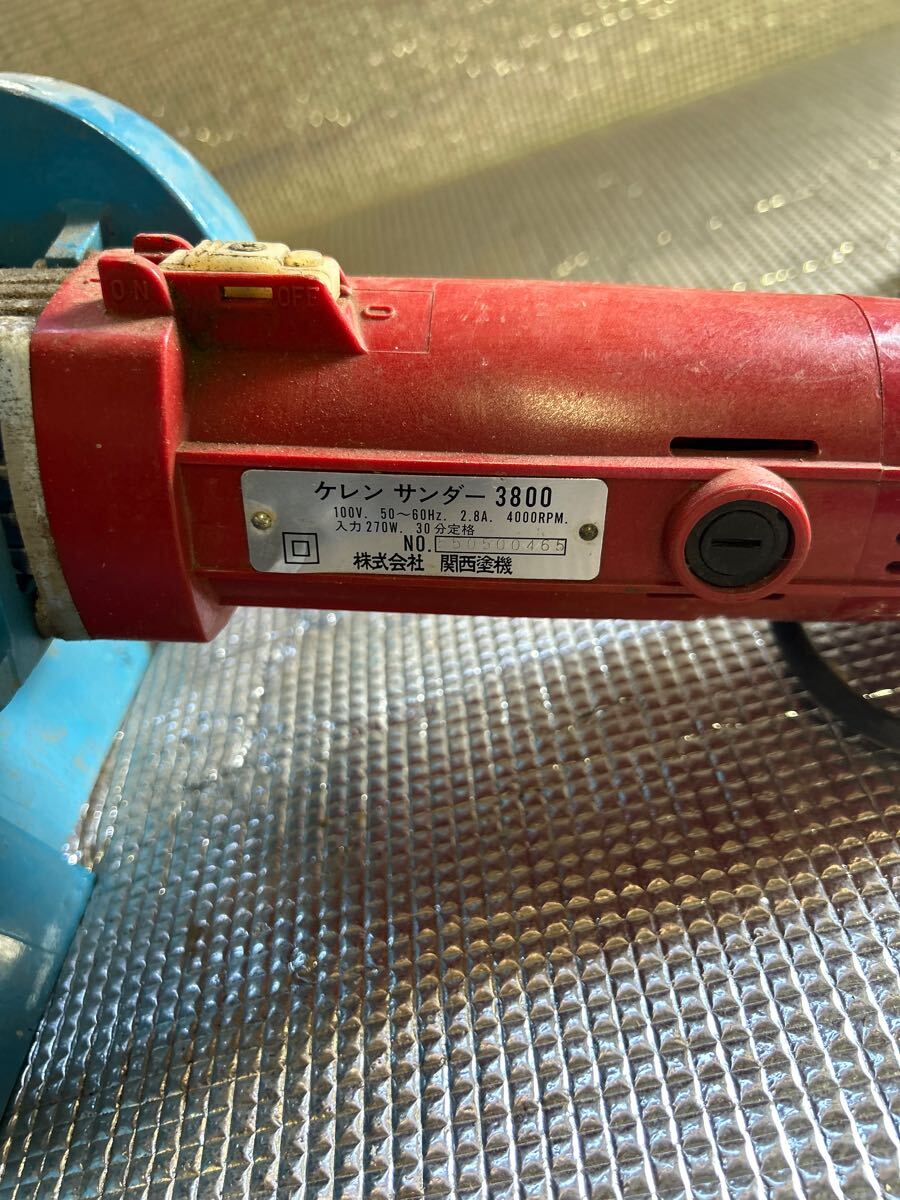 ON OFF
ケレン サンダー 3800
100V. 50~60Hz. 2.8A. 4000RPM.
入力 270W. 30分定格
NO. 50500465
株式会社 関西塗機